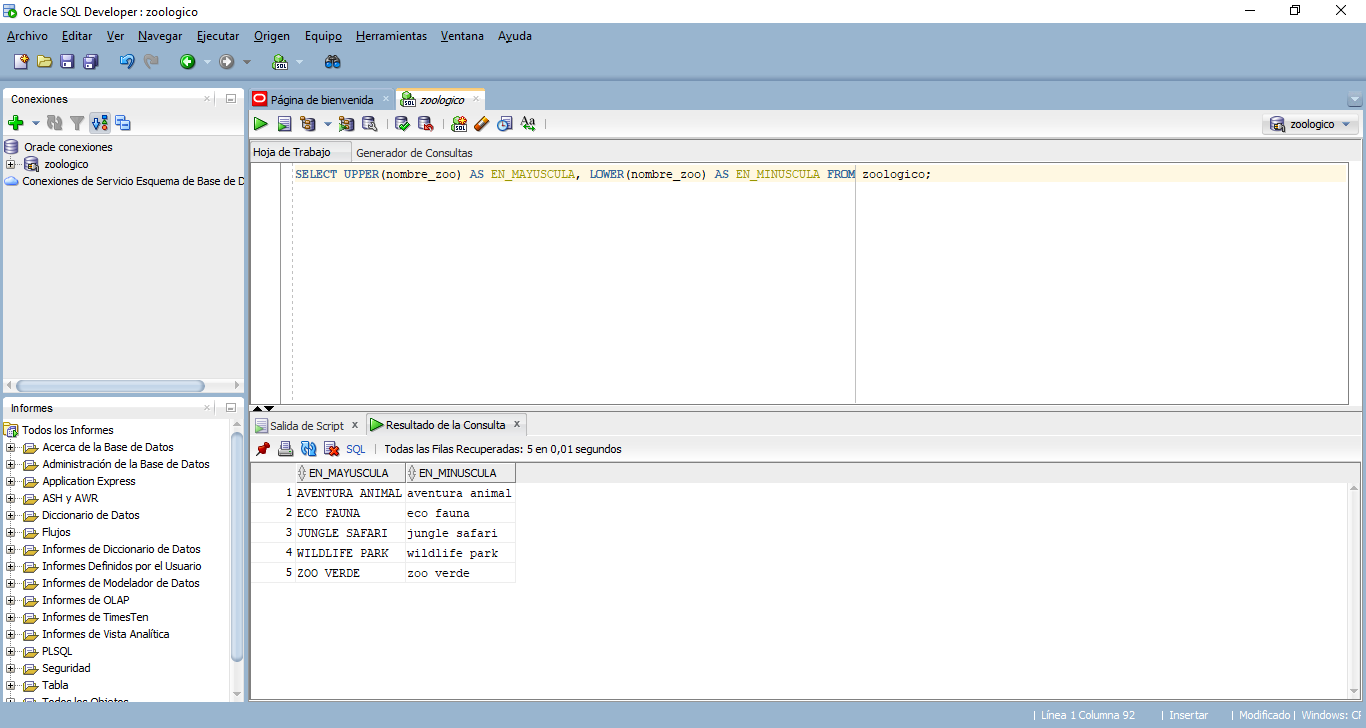 Oracle SQL Developer : zoologico
Archivo Editar Ver Navegar Ejecutar Origen Equipo Herramientas Ventana Ayuda
Conexiones
Oracle conexiones
zoologico
Conexiones de Servicio Esquema de Base de D
Informes
Todos los Informes
Acerca de la Base de Datos
Administración de la Base de Datos
Application Express
ASH y AWR
Diccionario de Datos
Flujos
Informes de Diccionario de Datos
Informes Definidos por el Usuario
Informes de Modelador de Datos
Informes de OLAP
Informes de TimesTen
Informes de Vista Analítica
PLSQL
Seguridad
Tabla
Todos los Objetos
Página de bienvenida zoologico
zoologico
Hoja de Trabajo Generador de Consultas
SELECT UPPER(nombre_zoo) AS EN_MAYUSCULA, LOWER(nombre_zoo) AS EN_MINUSCULA FROM zoologico;
Salida de Script x Resultado de la Consulta x
SQL | Todas las Filas Recuperadas: 5 en 0,01 segundos
EN_MAYUSCULA EN_MINUSCULA
1 AVENTURA ANIMAL aventura animal
2 ECO FAUNA eco fauna
3 JUNGLE SAFARI jungle safari
4 WILDLIFE PARK wildlife park
5 ZOO VERDE zoo verde
| Línea 1 Columna 92 | Insertar | Modificado | Windows: CF